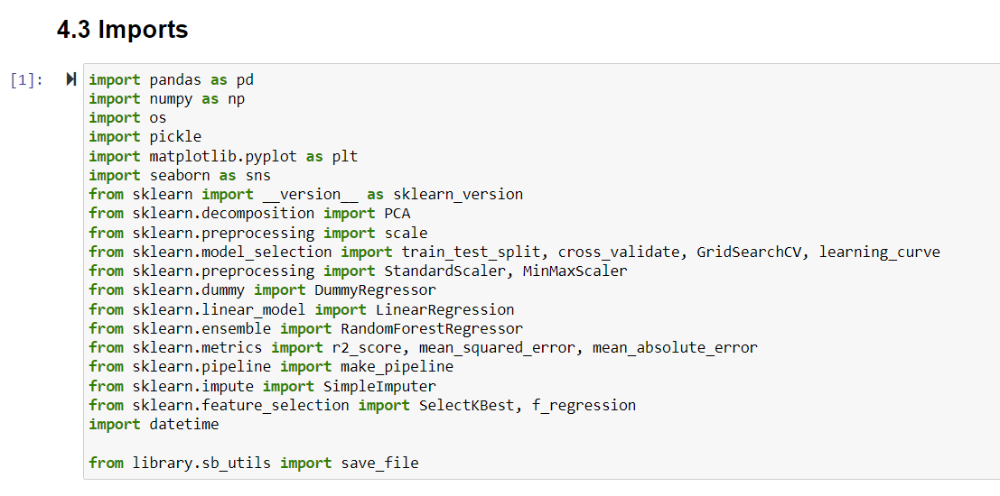 4.3 Imports
[1]:
import pandas as pd
import numpy as np
import os
import pickle
import matplotlib.pyplot as plt
import seaborn as sns
from sklearn import __version__ as sklearn_version
from sklearn.decomposition import PCA
from sklearn.preprocessing import scale
from sklearn.model_selection import train_test_split, cross_validate, GridSearchCV, learning_curve
from sklearn.preprocessing import StandardScaler, MinMaxScaler
from sklearn.dummy import DummyRegressor
from sklearn.linear_model import LinearRegression
from sklearn.ensemble import RandomForestRegressor
from sklearn.metrics import r2_score, mean_squared_error, mean_absolute_error
from sklearn.pipeline import make_pipeline
from sklearn.impute import SimpleImputer
from sklearn.feature_selection import SelectKBest, f_regression
import datetime

from library.sb_utils import save_file